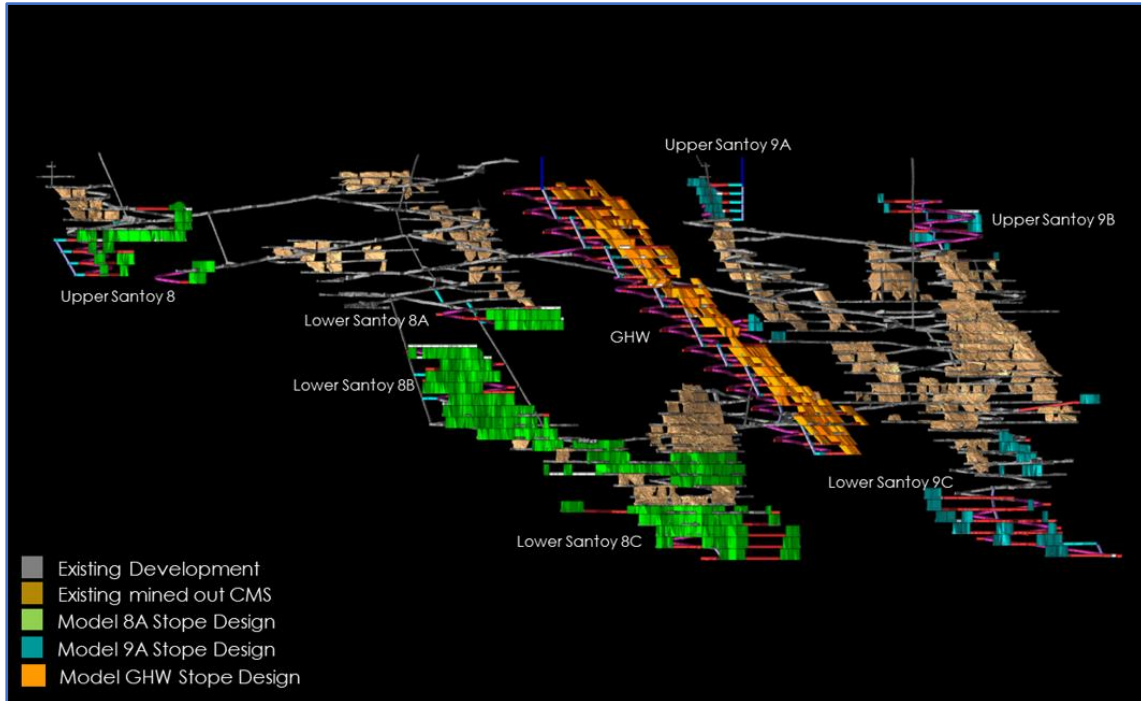 Upper Santoy 9A
Upper Santoy 9B
Upper Santoy 8
Lower Santoy 8A
GHW
Lower Santoy 8B
Lower Santoy 9C
Lower Santoy 8C
Existing Development
Existing mined out CMS
Model 8A Stope Design
Model 9A Stope Design
Model GHW Stope Design